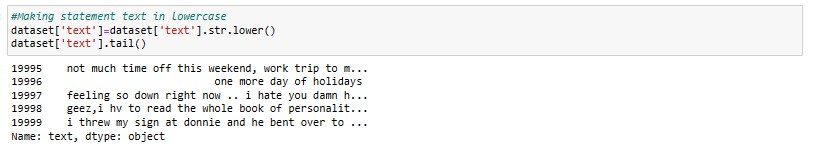 #Making statement text in lowercase
dataset['text']=dataset['text'].str.lower()
dataset['text'].tail()
19995    not much time off this weekend, work trip to m...
19996                              one more day of holidays
19997    feeling so down right now .. i hate you damn h...
19998    geez,i hv to read the whole book of personalit...
19999    i threw my sign at donnie and he bent over to ...
Name: text, dtype: object